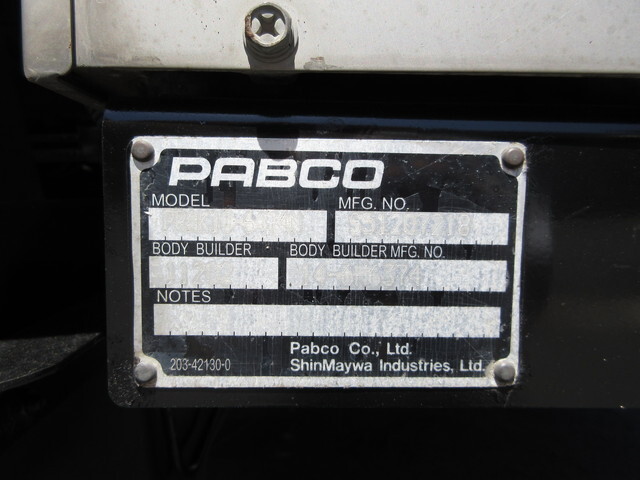 PABCO
MODEL MFG. NO.
BODY BUILDER BODY BUILDER MFG. NO.
NOTES
Pabco Co., Ltd.
203-42130-0 ShinMaywa Industries, Ltd.